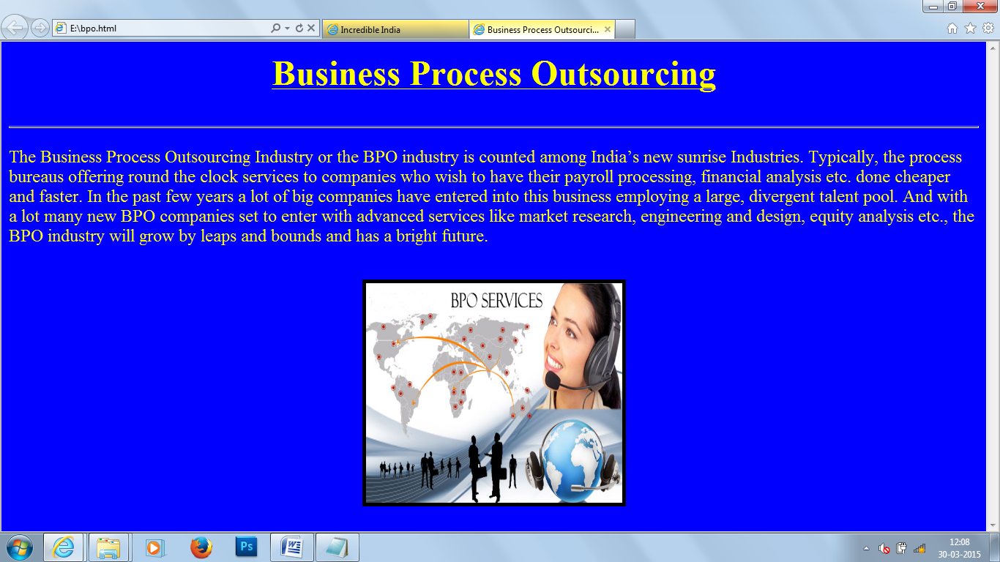 E:\bpo.html
Incredible India
Business Process Outsourci...
Business Process Outsourcing
The Business Process Outsourcing Industry or the BPO industry is counted among India’s new sunrise Industries. Typically, the process
bureaus offering round the clock services to companies who wish to have their payroll processing, financial analysis etc. done cheaper
and faster. In the past few years a lot of big companies have entered into this business employing a large, divergent talent pool. And with
a lot many new BPO companies set to enter with advanced services like market research, engineering and design, equity analysis etc., the
BPO industry will grow by leaps and bounds and has a bright future.
BPO SERVICES
Ps
W
12:08
30-03-2015